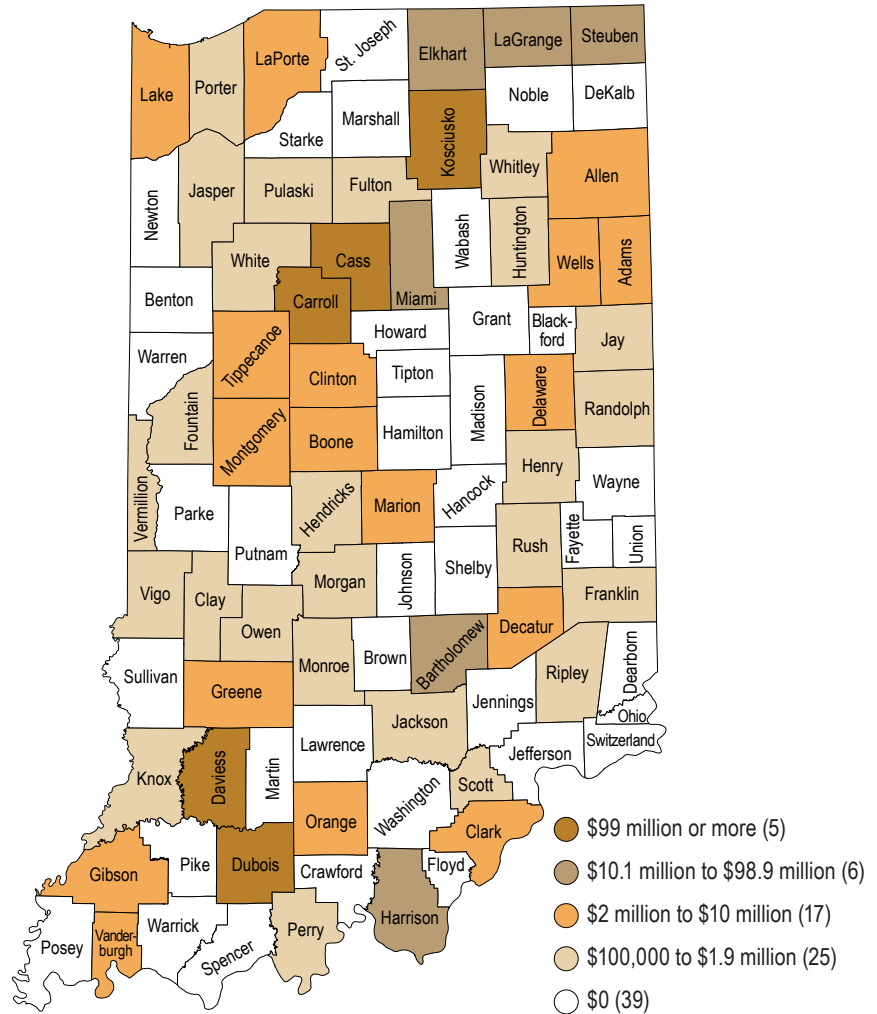 St. Joseph
Elkhart
LaGrange
Steuben
LaPorte
Lake
Porter
Noble
DeKalb
Marshall
Starke
Kosciusko
Whitley
Allen
Newton
Jasper
Pulaski
Fulton
Wabash
Huntington
Wells
Adams
White
Cass
Miami
Benton
Carroll
Grant
Black-
ford
Howard
Jay
Warren
Tippecanoe
Clinton
Tipton
Madison
Delaware
Randolph
Fountain
Montgomery
Boone
Hamilton
Henry
Wayne
Vermillion
Parke
Hendricks
Marion
Hancock
Putnam
Rush
Fayette
Union
Johnson
Shelby
Vigo
Clay
Morgan
Franklin
Owen
Decatur
Monroe
Brown
Bartholomew
Dearborn
Sullivan
Greene
Ripley
Jennings
Ohio
Jackson
Switzerland
Lawrence
Jefferson
Knox
Daviess
Martin
Scott
Washington
Orange
Clark
Pike
Dubois
Crawford
Floyd
Gibson
Harrison
Posey
Vander-
burgh
Warrick
Spencer
Perry
$99 million or more (5)
$10.1 million to $98.9 million (6)
$2 million to $10 million (17)
$100,000 to $1.9 million (25)
$0 (39)